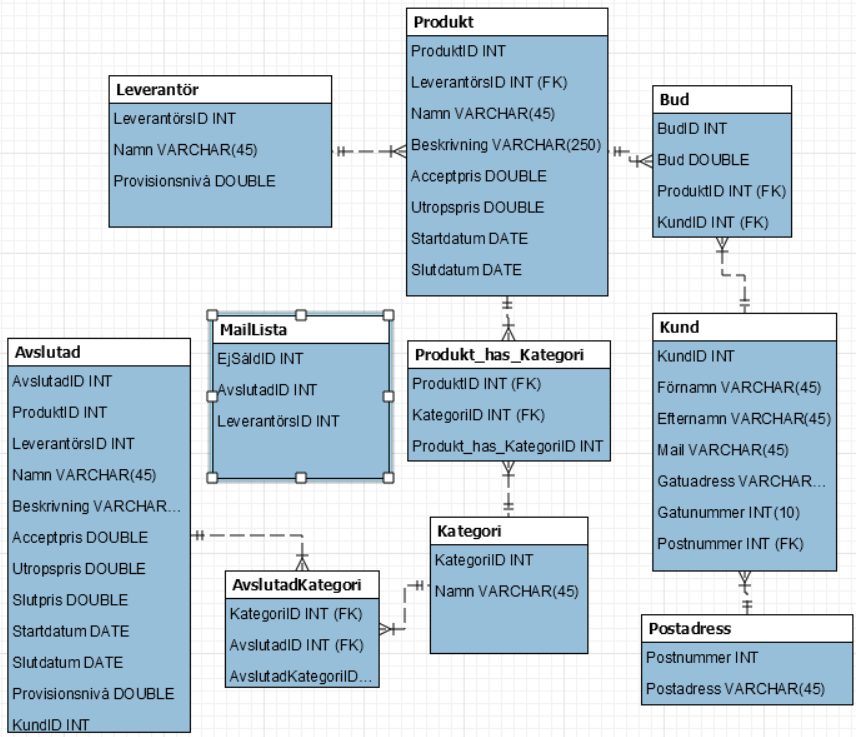 Produkt
ProduktID INT
LeverantörsID INT (FK)
Namn VARCHAR(45)
Beskrivning VARCHAR(250)
Acceptpris DOUBLE
Utropspris DOUBLE
Startdatum DATE
Slutdatum DATE
Leverantör
LeverantörsID INT
Namn VARCHAR(45)
Provisionsnivå DOUBLE
Bud
BudID INT
Bud DOUBLE
ProduktID INT (FK)
KundID INT (FK)
MailLista
EjSåldID INT
AvslutadID INT
LeverantörsID INT
Kund
KundID INT
Förnamn VARCHAR(45)
Efternamn VARCHAR(45)
Mail VARCHAR(45)
Gatuadress VARCHAR...
Gatunummer INT(10)
Postnummer INT (FK)
Avslutad
AvslutadID INT
ProduktID INT
LeverantörsID INT
Namn VARCHAR(45)
Beskrivning VARCHAR...
Acceptpris DOUBLE
Utropspris DOUBLE
Slutpris DOUBLE
Startdatum DATE
Slutdatum DATE
Provisionsnivå DOUBLE
KundID INT
Produkt_has_Kategori
ProduktID INT (FK)
KategoriID INT (FK)
Produkt_has_KategoriID INT
Kategori
KategoriID INT
Namn VARCHAR(45)
AvslutadKategori
KategoriID INT (FK)
AvslutadID INT (FK)
AvslutadKategoriID...
Postadress
Postnummer INT
Postadress VARCHAR(45)